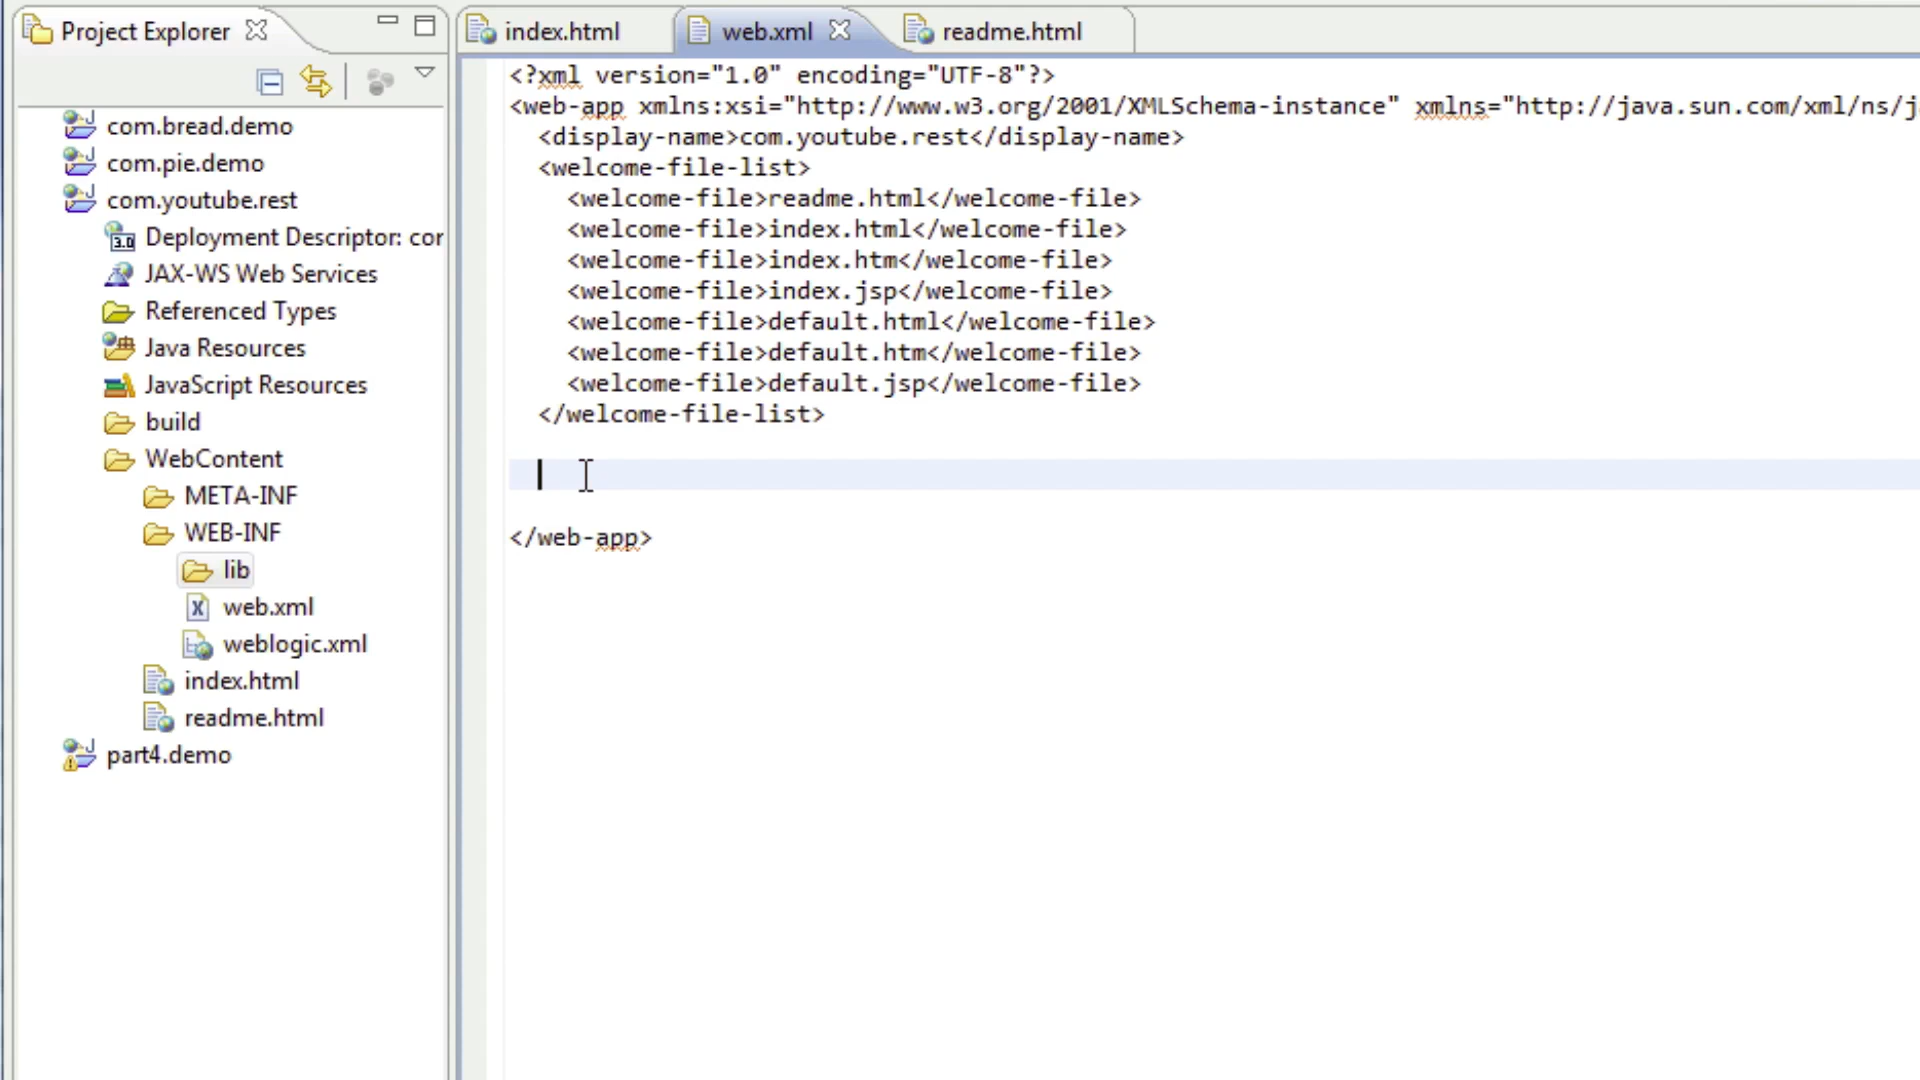 Project Explorer
com.bread.demo
com.pie.demo
com.youtube.rest
3.0 Deployment Descriptor: cor
JAX-WS Web Services
Referenced Types
Java Resources
JavaScript Resources
build
WebContent
META-INF
WEB-INF
lib
web.xml
weblogic.xml
index.html
readme.html
part4.demo
index.html web.xml readme.html
<?xml version="1.0" encoding="UTF-8"?>
<web-app xmlns:xsi="http://www.w3.org/2001/XMLSchema-instance" xmlns="http://java.sun.com/xml/ns/j
<display-name>com.youtube.rest</display-name>
<welcome-file-list>
<welcome-file>readme.html</welcome-file>
<welcome-file>index.html</welcome-file>
<welcome-file>index.htm</welcome-file>
<welcome-file>index.jsp</welcome-file>
<welcome-file>default.html</welcome-file>
<welcome-file>default.htm</welcome-file>
<welcome-file>default.jsp</welcome-file>
</welcome-file-list>
</web-app>